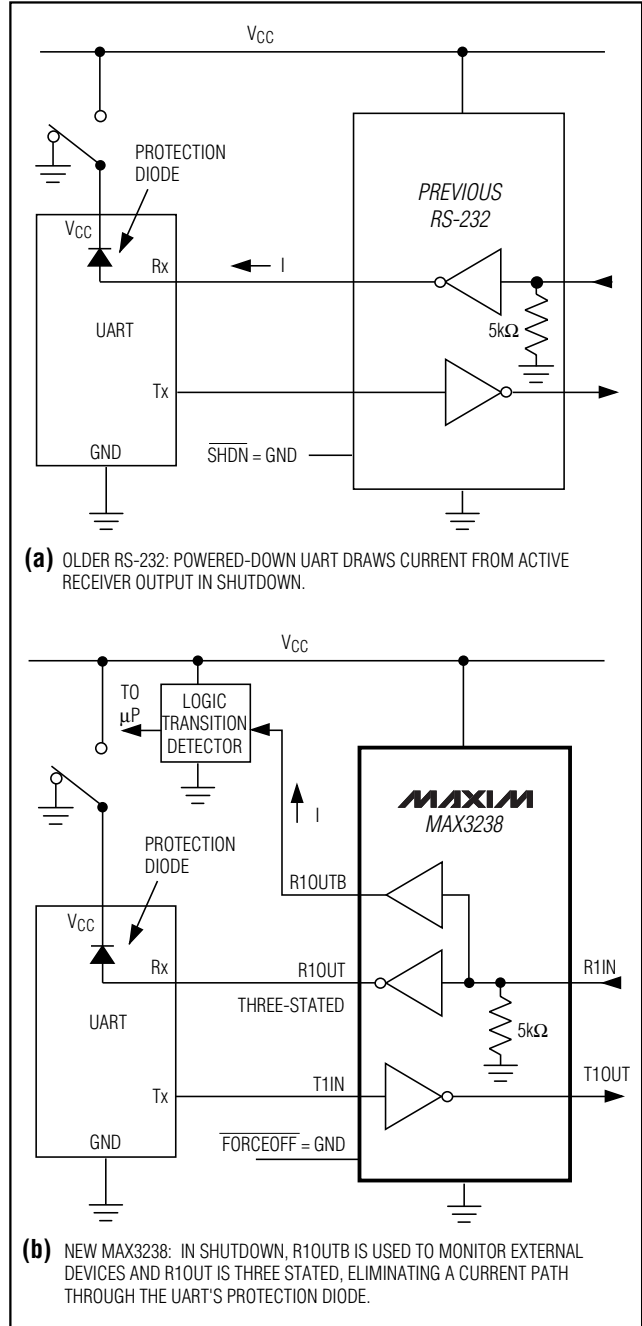 VCC
PROTECTION
DIODE
PREVIOUS
RS-232
VCC
Rx
I
5kΩ
UART
Tx
GND
SHDN = GND
(a) OLDER RS-232: POWERED-DOWN UART DRAWS CURRENT FROM ACTIVE
RECEIVER OUTPUT IN SHUTDOWN.
VCC
TO
µP
LOGIC
TRANSITION
DETECTOR
MAXIM
MAX3238
I
PROTECTION
DIODE
R1OUTB
VCC
Rx
R1OUT
R1IN
THREE-STATED
5kΩ
UART
Tx
T1IN
T1OUT
GND
FORCEOFF = GND
(b) NEW MAX3238: IN SHUTDOWN, R1OUTB IS USED TO MONITOR EXTERNAL
DEVICES AND R1OUT IS THREE STATED, ELIMINATING A CURRENT PATH
THROUGH THE UART'S PROTECTION DIODE.